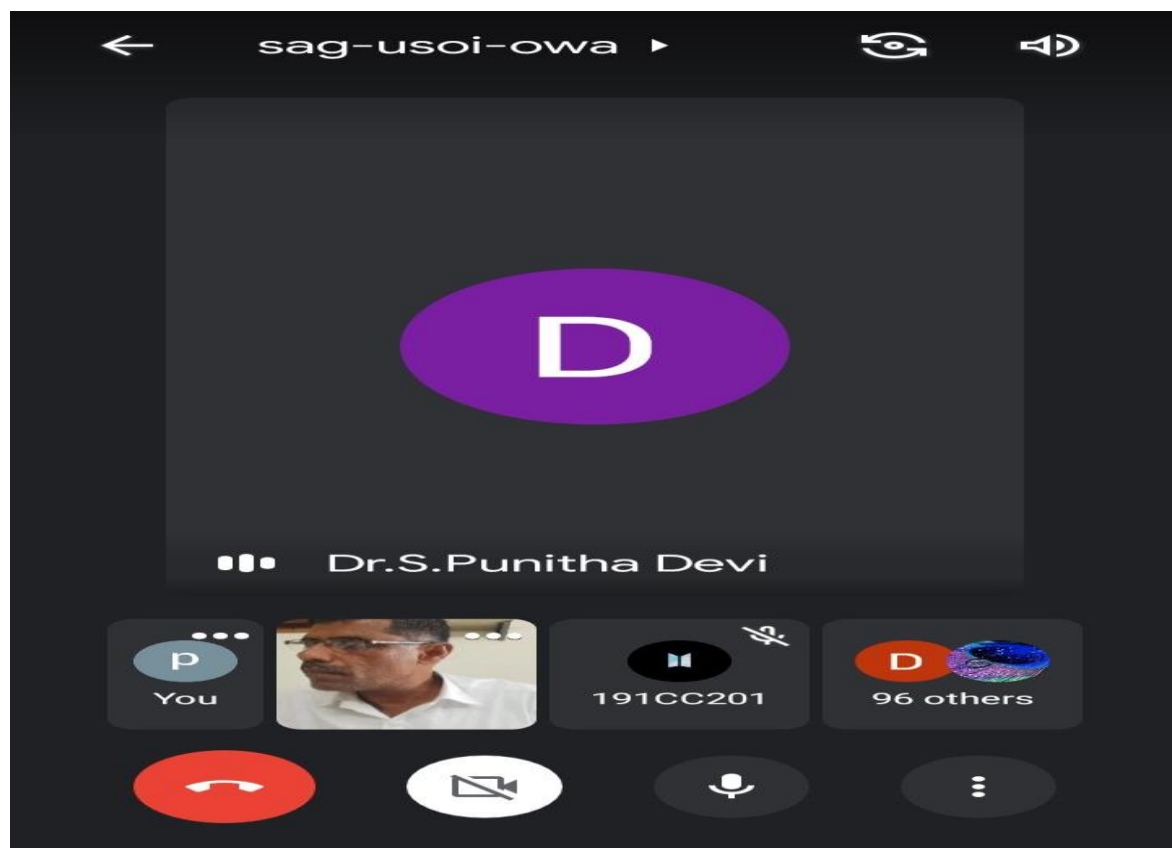 sag-usoi-owa
D
Dr.S.Punitha Devi
p
You
191CC201
D
96 others